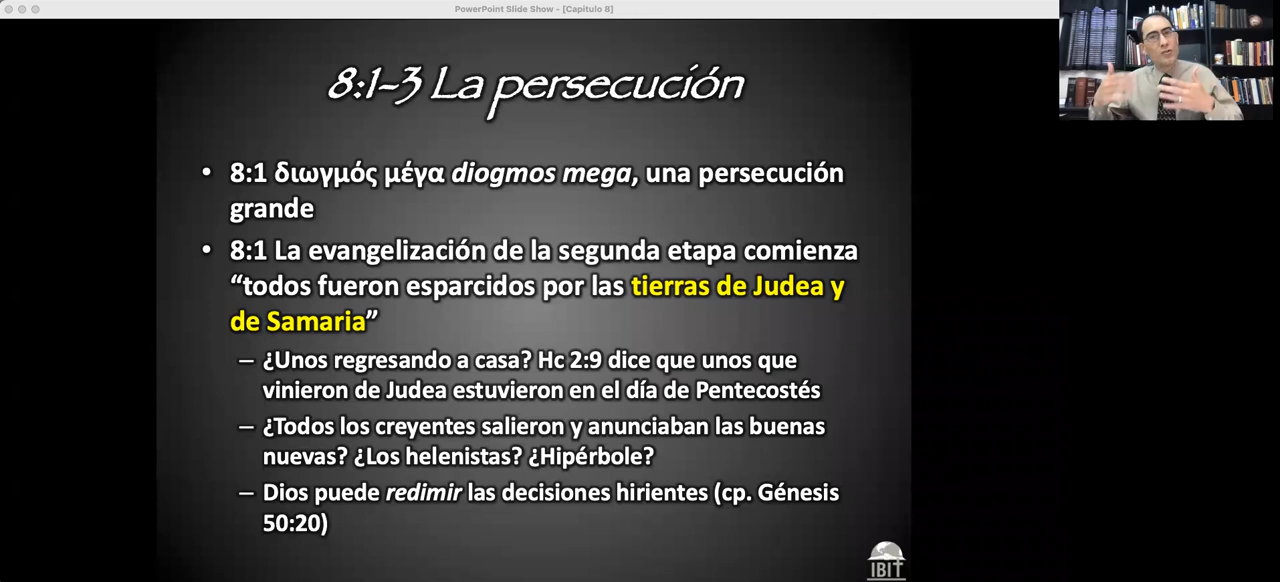 PowerPoint Slide Show - [Capitulo 8]
8:1-3 La persecución
• 8:1 διωγμός μέγα diogmos mega, una persecución
grande
• 8:1 La evangelización de la segunda etapa comienza
“todos fueron esparcidos por las tierras de Judea y
de Samaria”
– ¿Unos regresando a casa? Hc 2:9 dice que unos que
vinieron de Judea estuvieron en el día de Pentecostés
– ¿Todos los creyentes salieron y anunciaban las buenas
nuevas? ¿Los helenistas? ¿Hipérbole?
– Dios puede redimir las decisiones hirientes (cp. Génesis
50:20)
IBIT